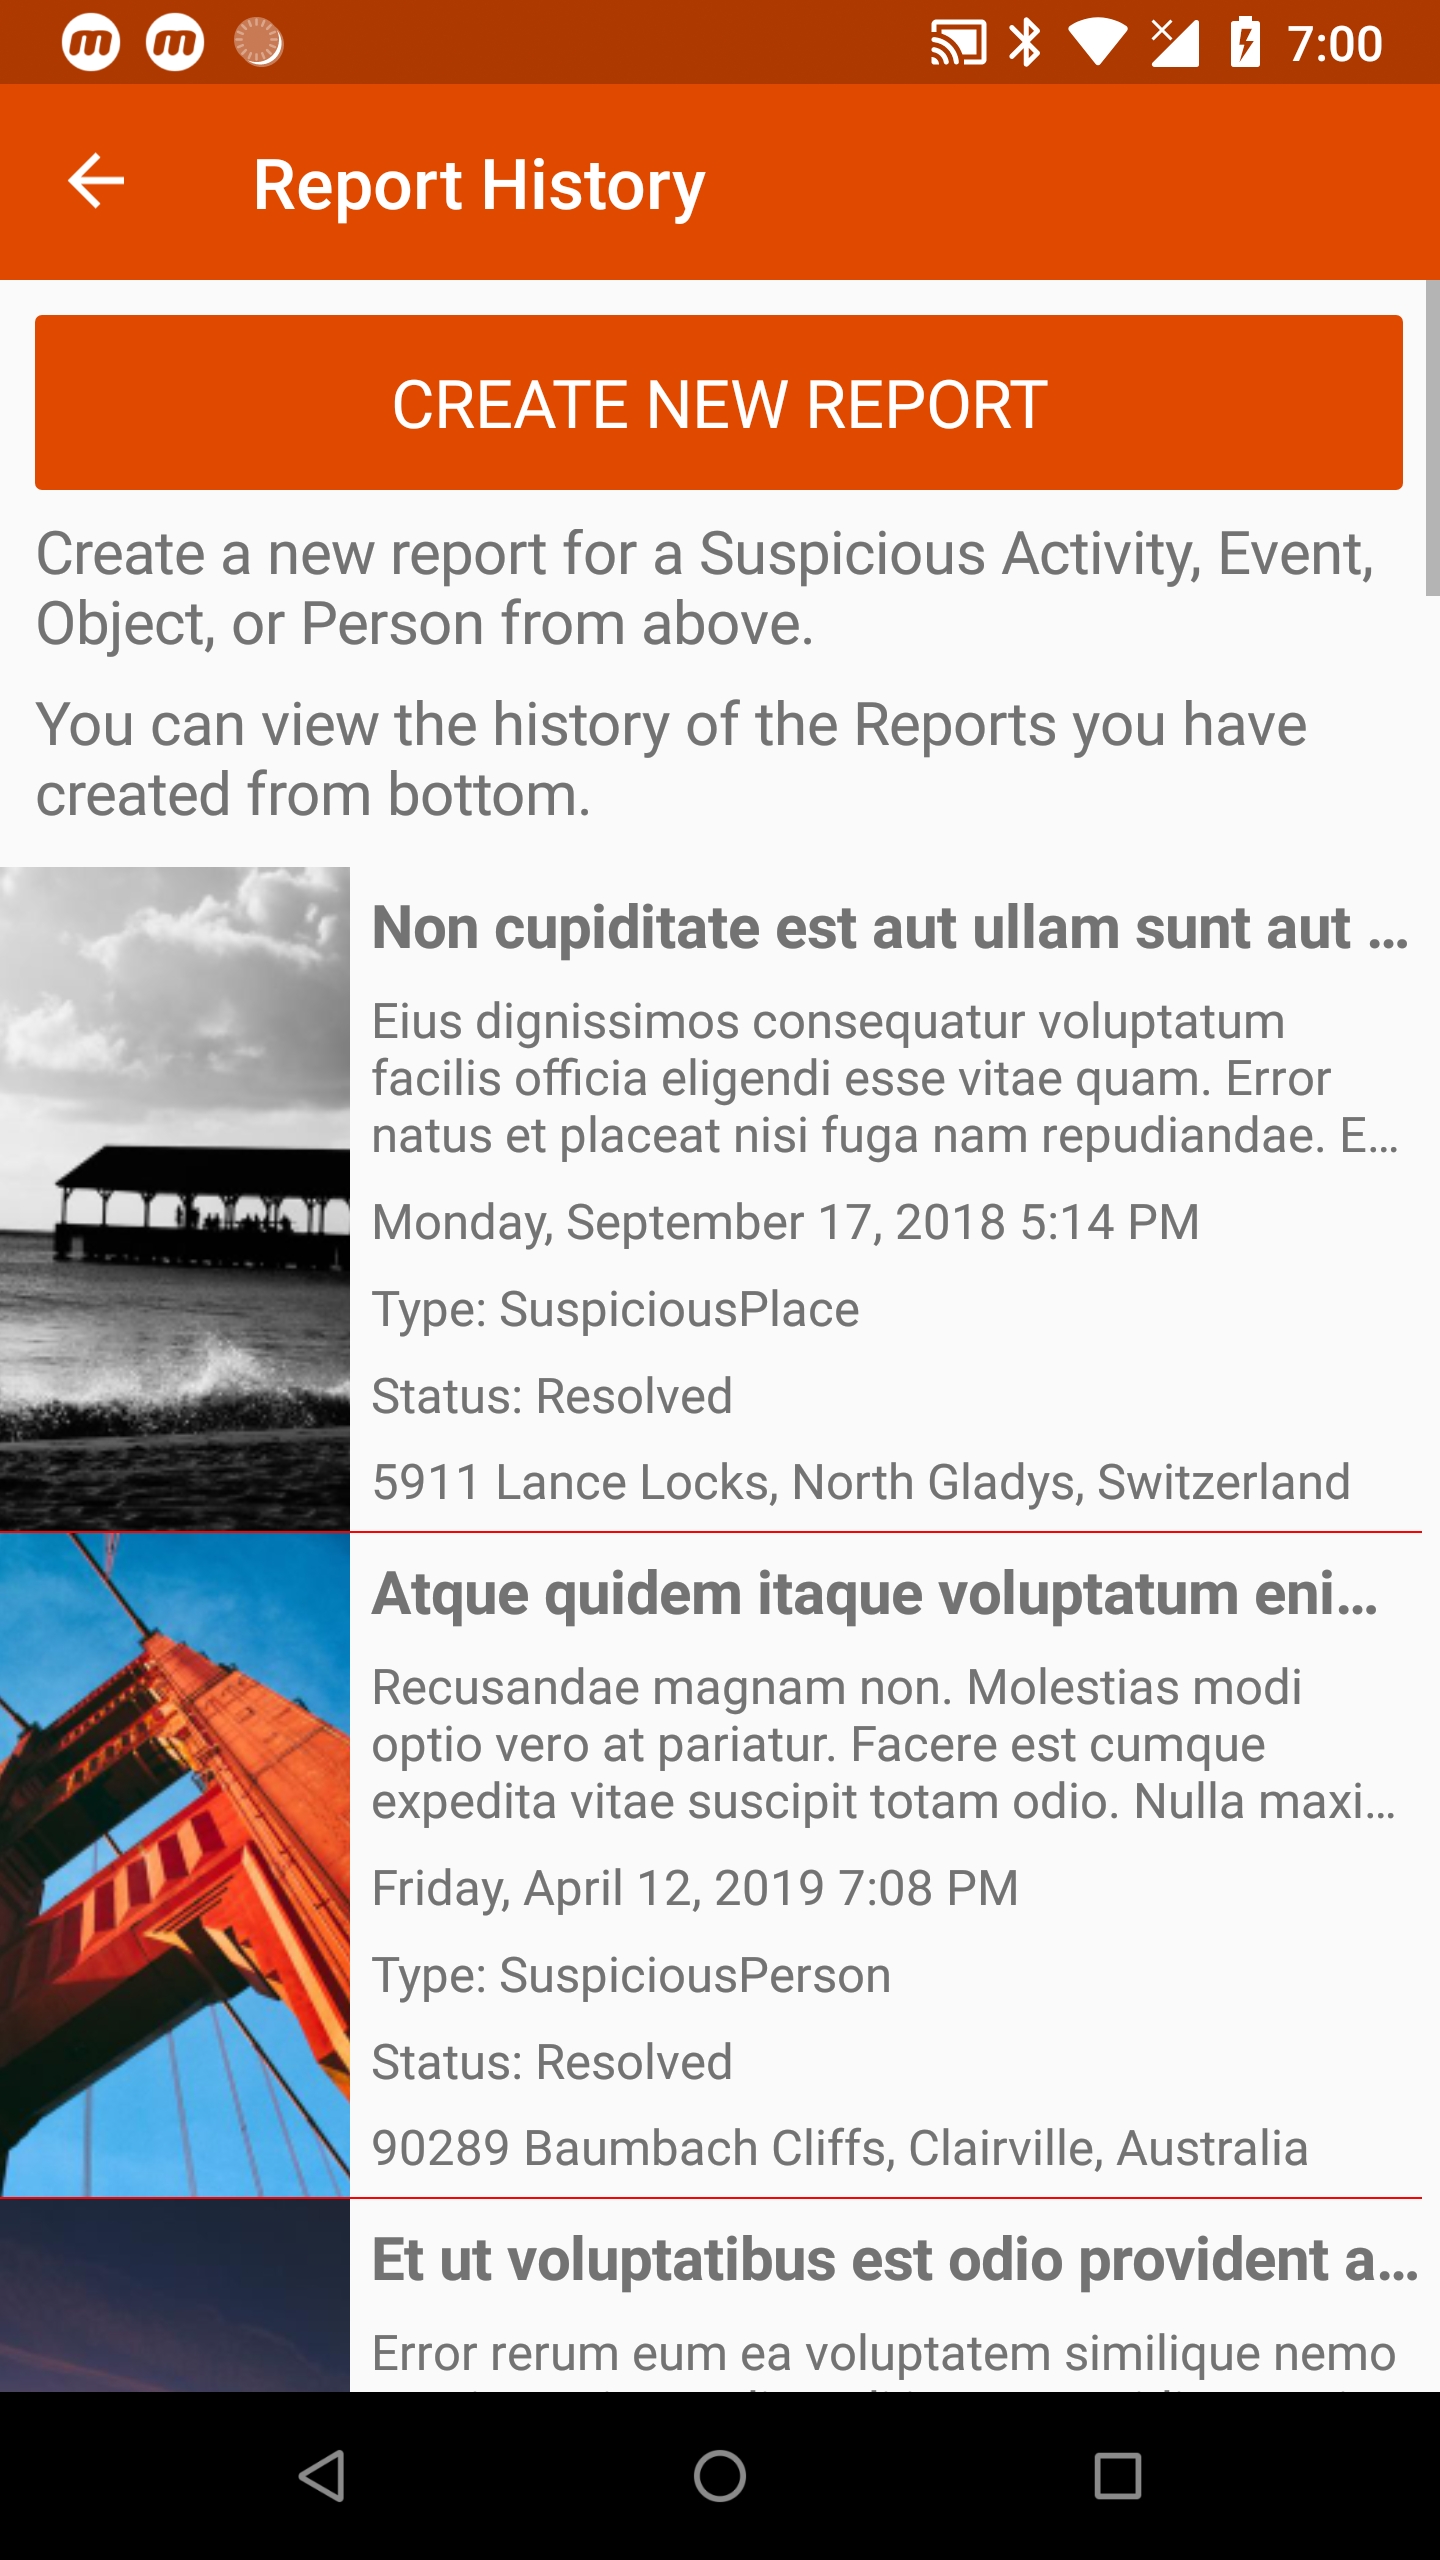 7:00
Report History
CREATE NEW REPORT
Create a new report for a Suspicious Activity, Event,
Object, or Person from above.
You can view the history of the Reports you have
created from bottom.
Non cupiditate est aut ullam sunt aut ...
Eius dignissimos consequatur voluptatum
facilis officia eligendi esse vitae quam. Error
natus et placeat nisi fuga nam repudiandae. E...
Monday, September 17, 2018 5:14 PM
Type: SuspiciousPlace
Status: Resolved
5911 Lance Locks, North Gladys, Switzerland
Atque quidem itaque voluptatum eni...
Recusandae magnam non. Molestias modi
optio vero at pariatur. Facere est cumque
expedita vitae suscipit totam odio. Nulla maxi...
Friday, April 12, 2019 7:08 PM
Type: SuspiciousPerson
Status: Resolved
90289 Baumbach Cliffs, Clairville, Australia
Et ut voluptatibus est odio provident a...
Error rerum eum ea voluptatem similique nemo